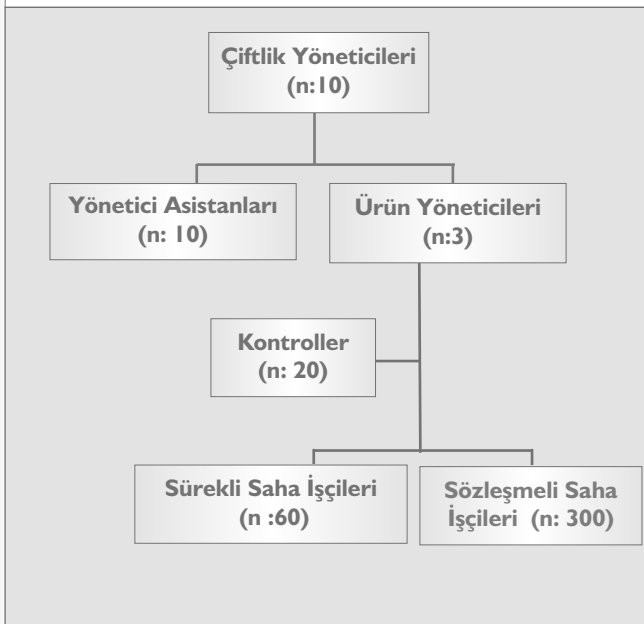 Çiftlik Yöneticileri
(n:10)
Yönetici Asistanları
(n: 10)
Ürün Yöneticileri
(n:3)
Kontroller
(n: 20)
Sürekli Saha İşçileri
(n :60)
Sözleşmeli Saha
İşçileri (n: 300)